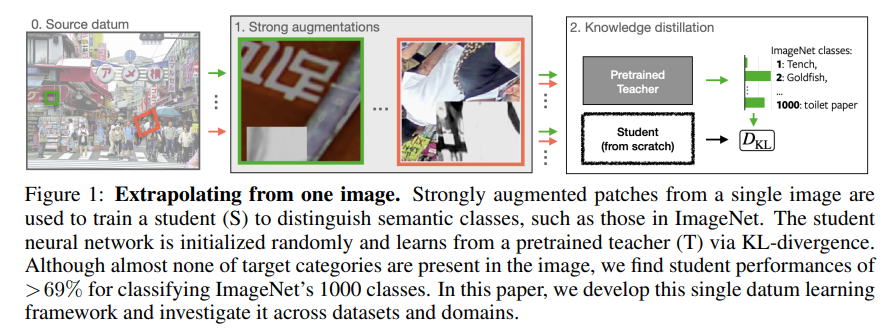 0. Source datum
アメ横
1. Strong augmentations
...
2. Knowledge distillation
Pretrained
Teacher
Student
(from scratch)
ImageNet classes:
1: Tench,
2: Goldfish,
...
1000: toilet paper
D_KL
Figure 1: Extrapolating from one image. Strongly augmented patches from a single image are
used to train a student (S) to distinguish semantic classes, such as those in ImageNet. The student
neural network is initialized randomly and learns from a pretrained teacher (T) via KL-divergence.
Although almost none of target categories are present in the image, we find student performances of
>69% for classifying ImageNet's 1000 classes. In this paper, we develop this single datum learning
framework and investigate it across datasets and domains.